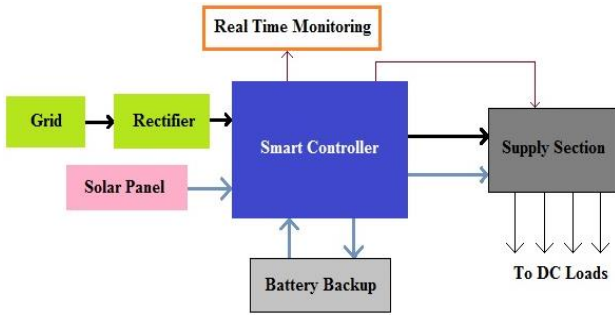 Real Time Monitoring
Grid
Rectifier
Smart Controller
Supply Section
Solar Panel
Battery Backup
To DC Loads